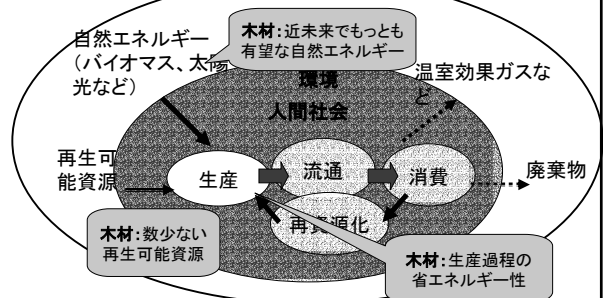 木材:近未来でもっとも
有望な自然エネルギー
自然エネルギー
(バイオマス、太陽
光など)
環境
人間社会
温室効果ガスな
ど
再生可
能資源
生産
流通
消費
廃棄物
再資源化
木材:数少ない
再生可能資源
木材:生産過程の
省エネルギー性